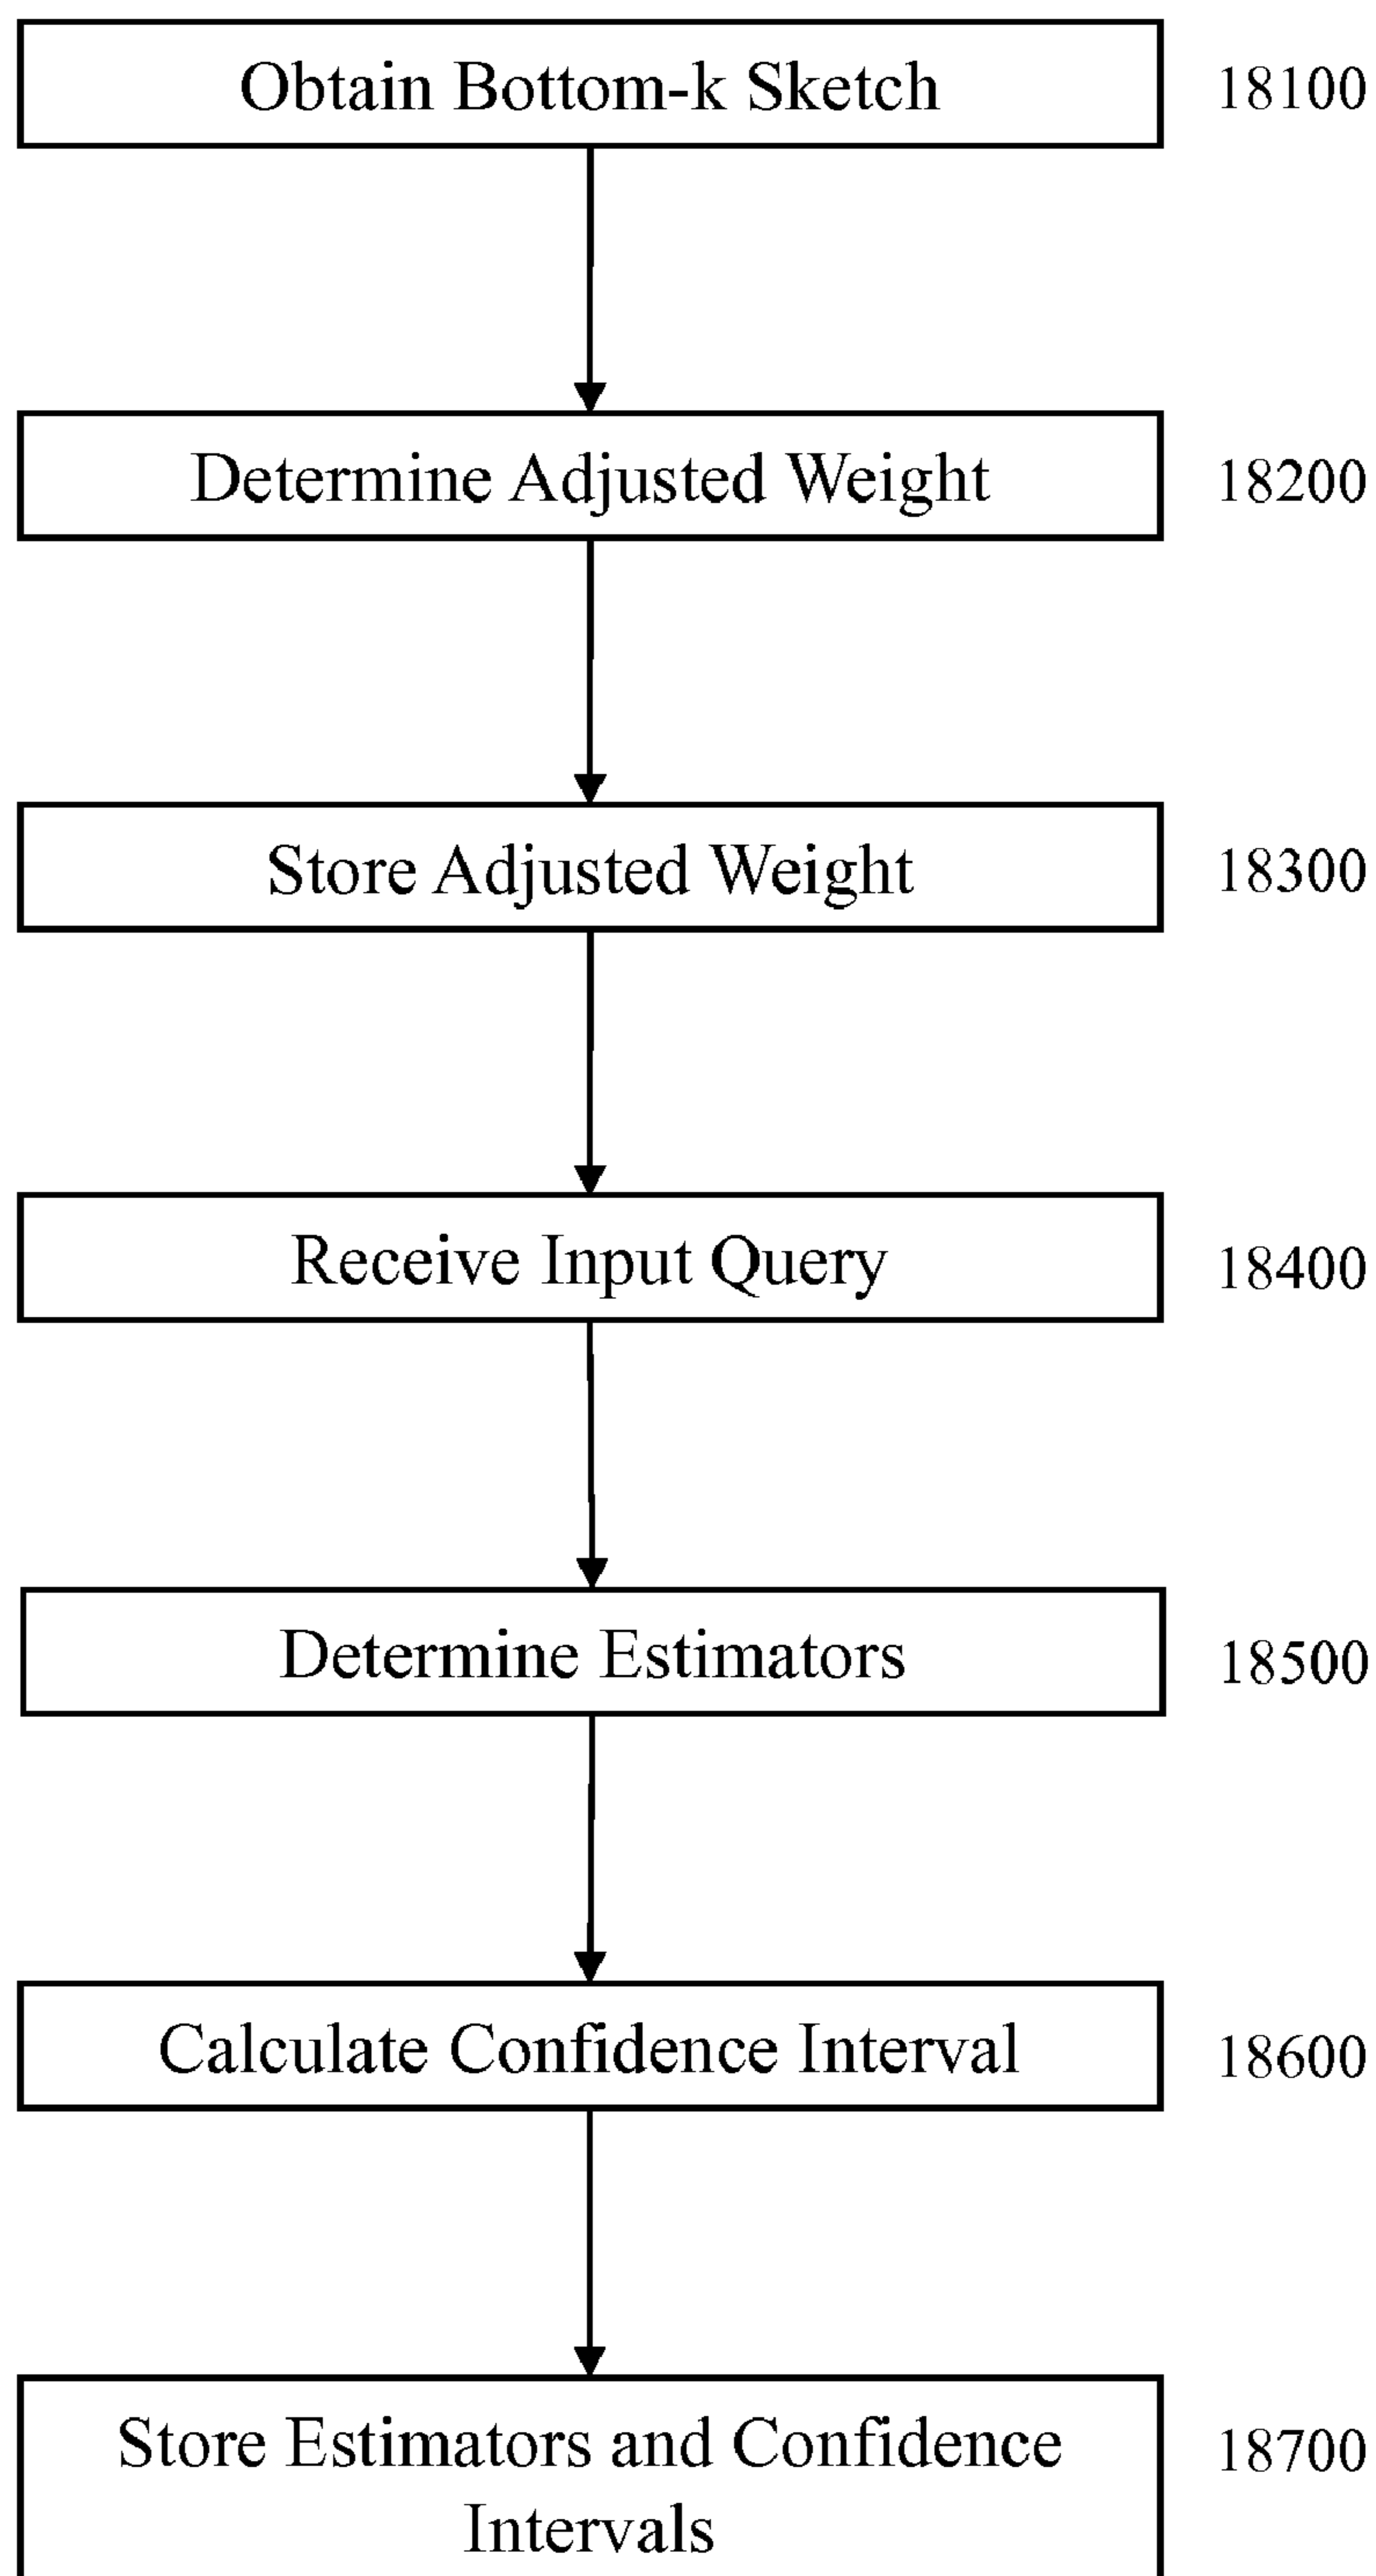 Obtain Bottom-k Sketch 18100
Determine Adjusted Weight 18200
Store Adjusted Weight 18300
Receive Input Query 18400
Determine Estimators 18500
Calculate Confidence Interval 18600
Store Estimators and Confidence 18700
Intervals